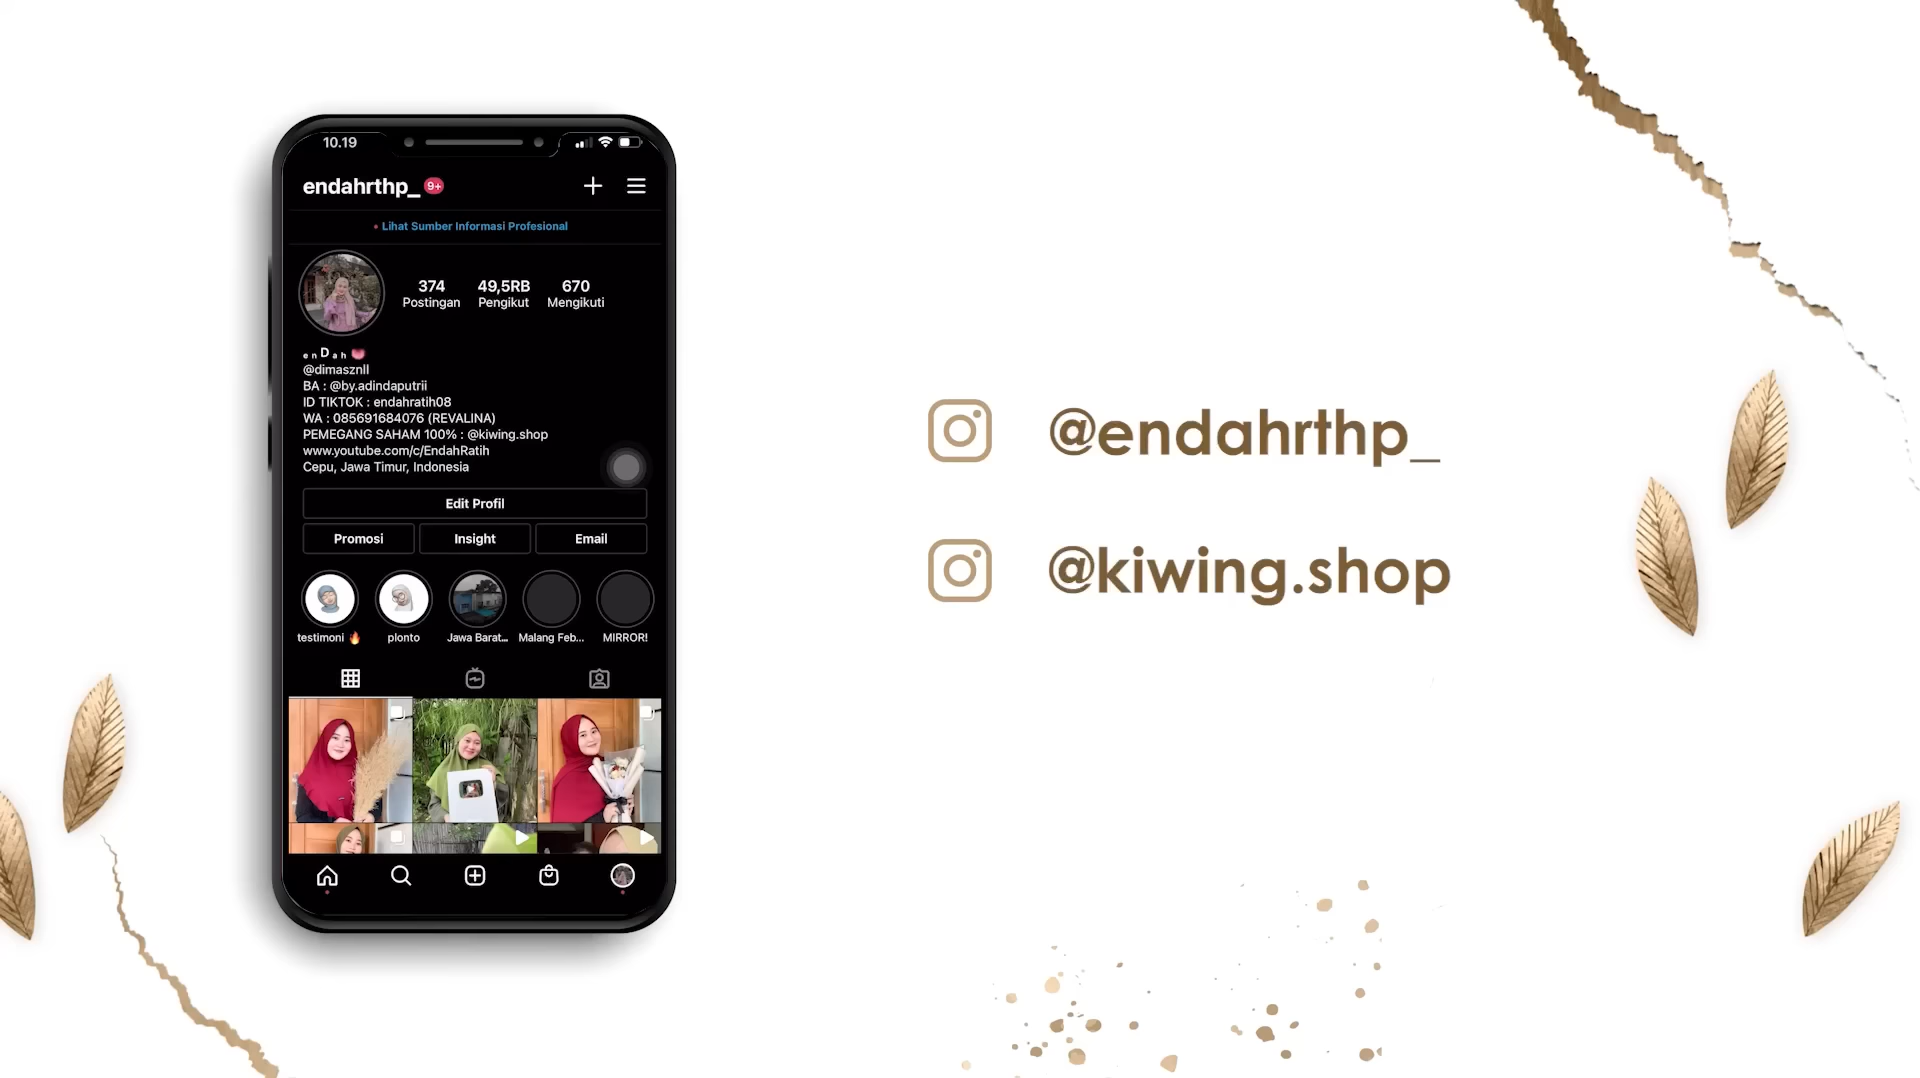 10.19
endahrthp_ 9+
Lihat Sumber Informasi Profesional
374 49,5RB 670
Postingan Pengikut Mengikuti
ₑₙDₐₕ
@dimasznll
BA : @by.adindaputrii
ID TIKTOK : endahratih08
WA : 085691684076 (REVALINA)
PEMEGANG SAHAM 100% : @kiwing.shop
www.youtube.com/c/EndahRatih
Cepu, Jawa Timur, Indonesia
Edit Profil
Promosi Insight Email
testimoni 🔥 plonto Jawa Barat... Malang Feb... MIRROR!
@endahrthp_
@kiwing.shop